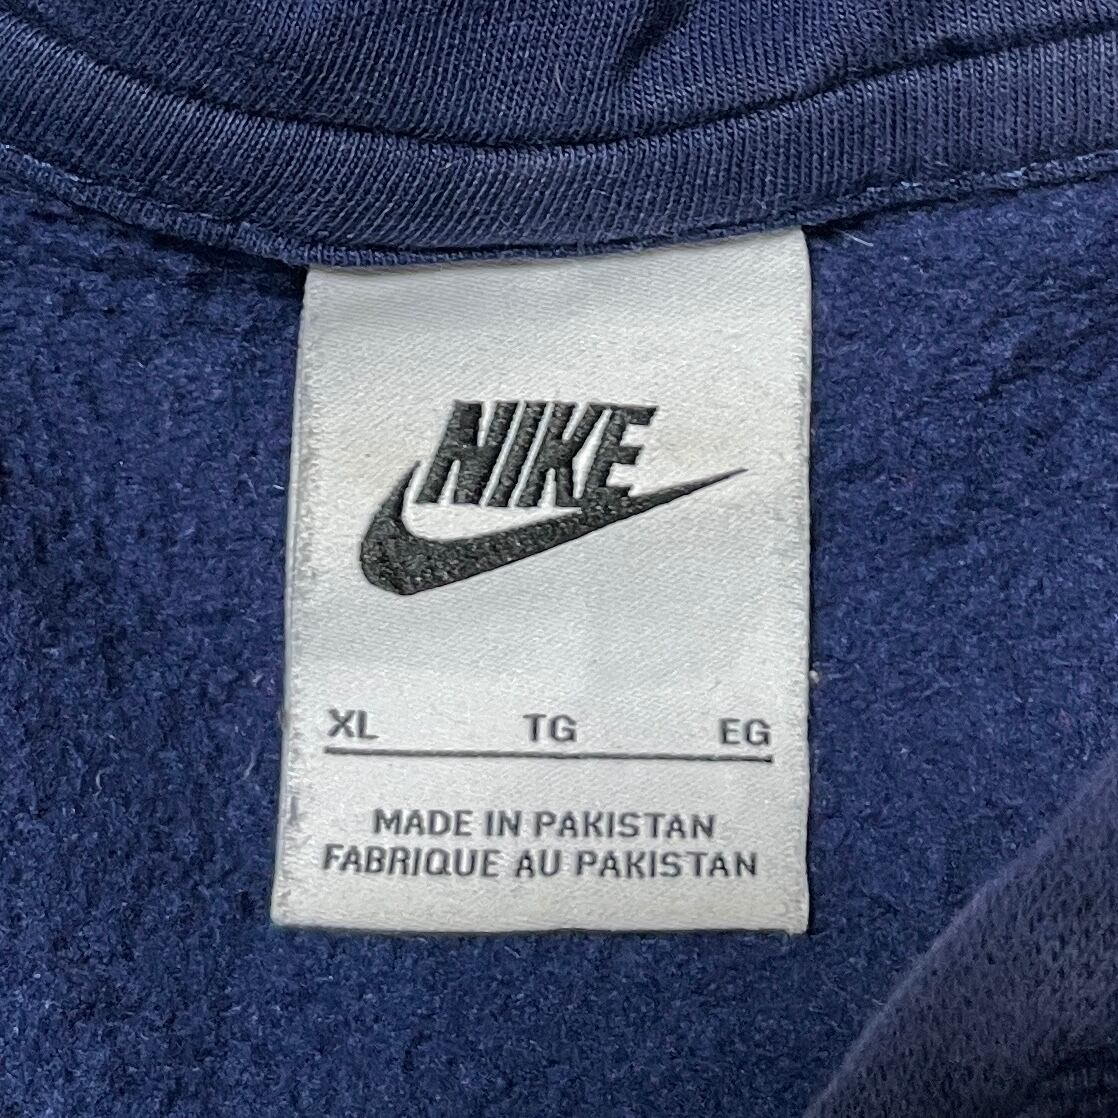 NIKE
XL TG EG
MADE IN PAKISTAN
FABRIQUE AU PAKISTAN